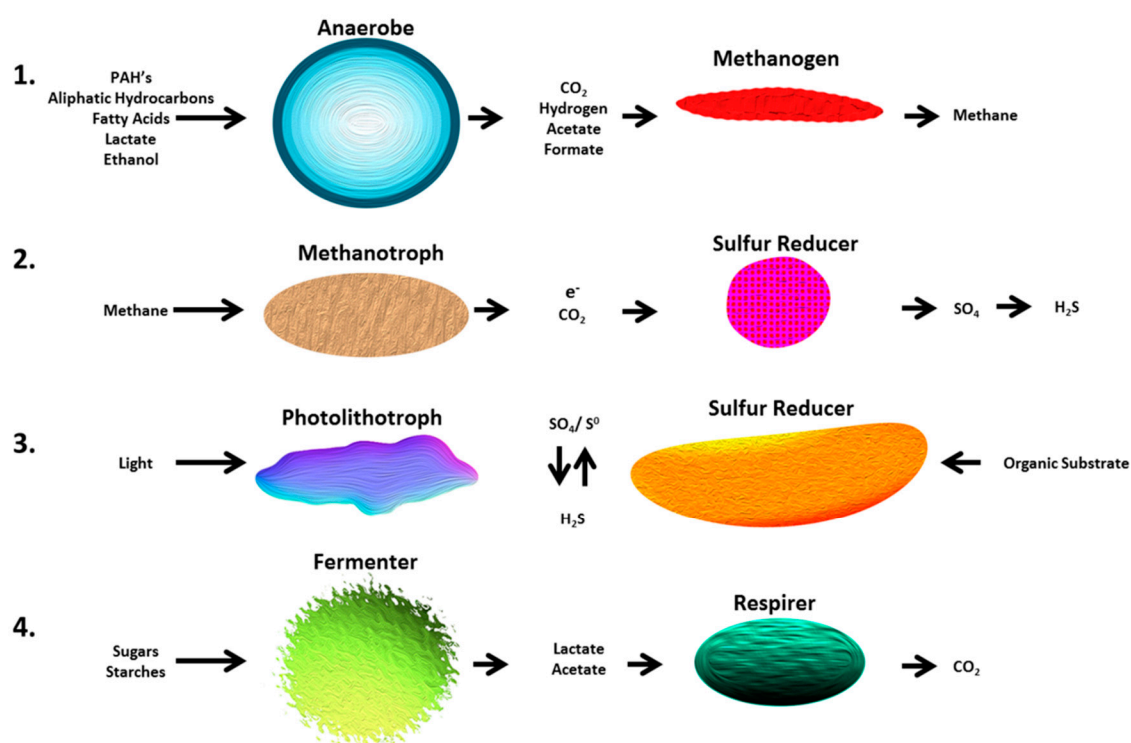 Anaerobe
1.
PAH's
Aliphatic Hydrocarbons
Fatty Acids
Lactate
Ethanol
CO₂
Hydrogen
Acetate
Formate
Methanogen
Methane
2.
Methanotroph
Methane
e⁻
CO₂
Sulfur Reducer
SO₄
H₂S
3.
Photolithotroph
Light
SO₄/ S⁰
H₂S
Sulfur Reducer
Organic Substrate
4.
Fermenter
Sugars
Starches
Lactate
Acetate
Respirer
CO₂